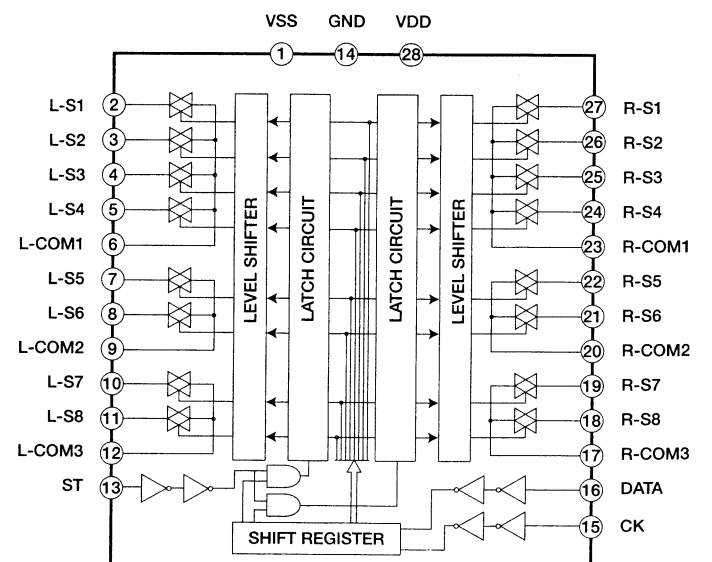 VSS GND VDD
1 14 28
L-S1 2 27 R-S1
L-S2 3 26 R-S2
L-S3 4 25 R-S3
L-S4 5 24 R-S4
L-COM1 6 23 R-COM1
L-S5 7 22 R-S5
L-S6 8 21 R-S6
L-COM2 9 20 R-COM2
L-S7 10 19 R-S7
L-S8 11 18 R-S8
L-COM3 12 17 R-COM3
LEVEL SHIFTER
LATCH CIRCUIT
LATCH CIRCUIT
LEVEL SHIFTER
ST 13 16 DATA
15 CK
SHIFT REGISTER